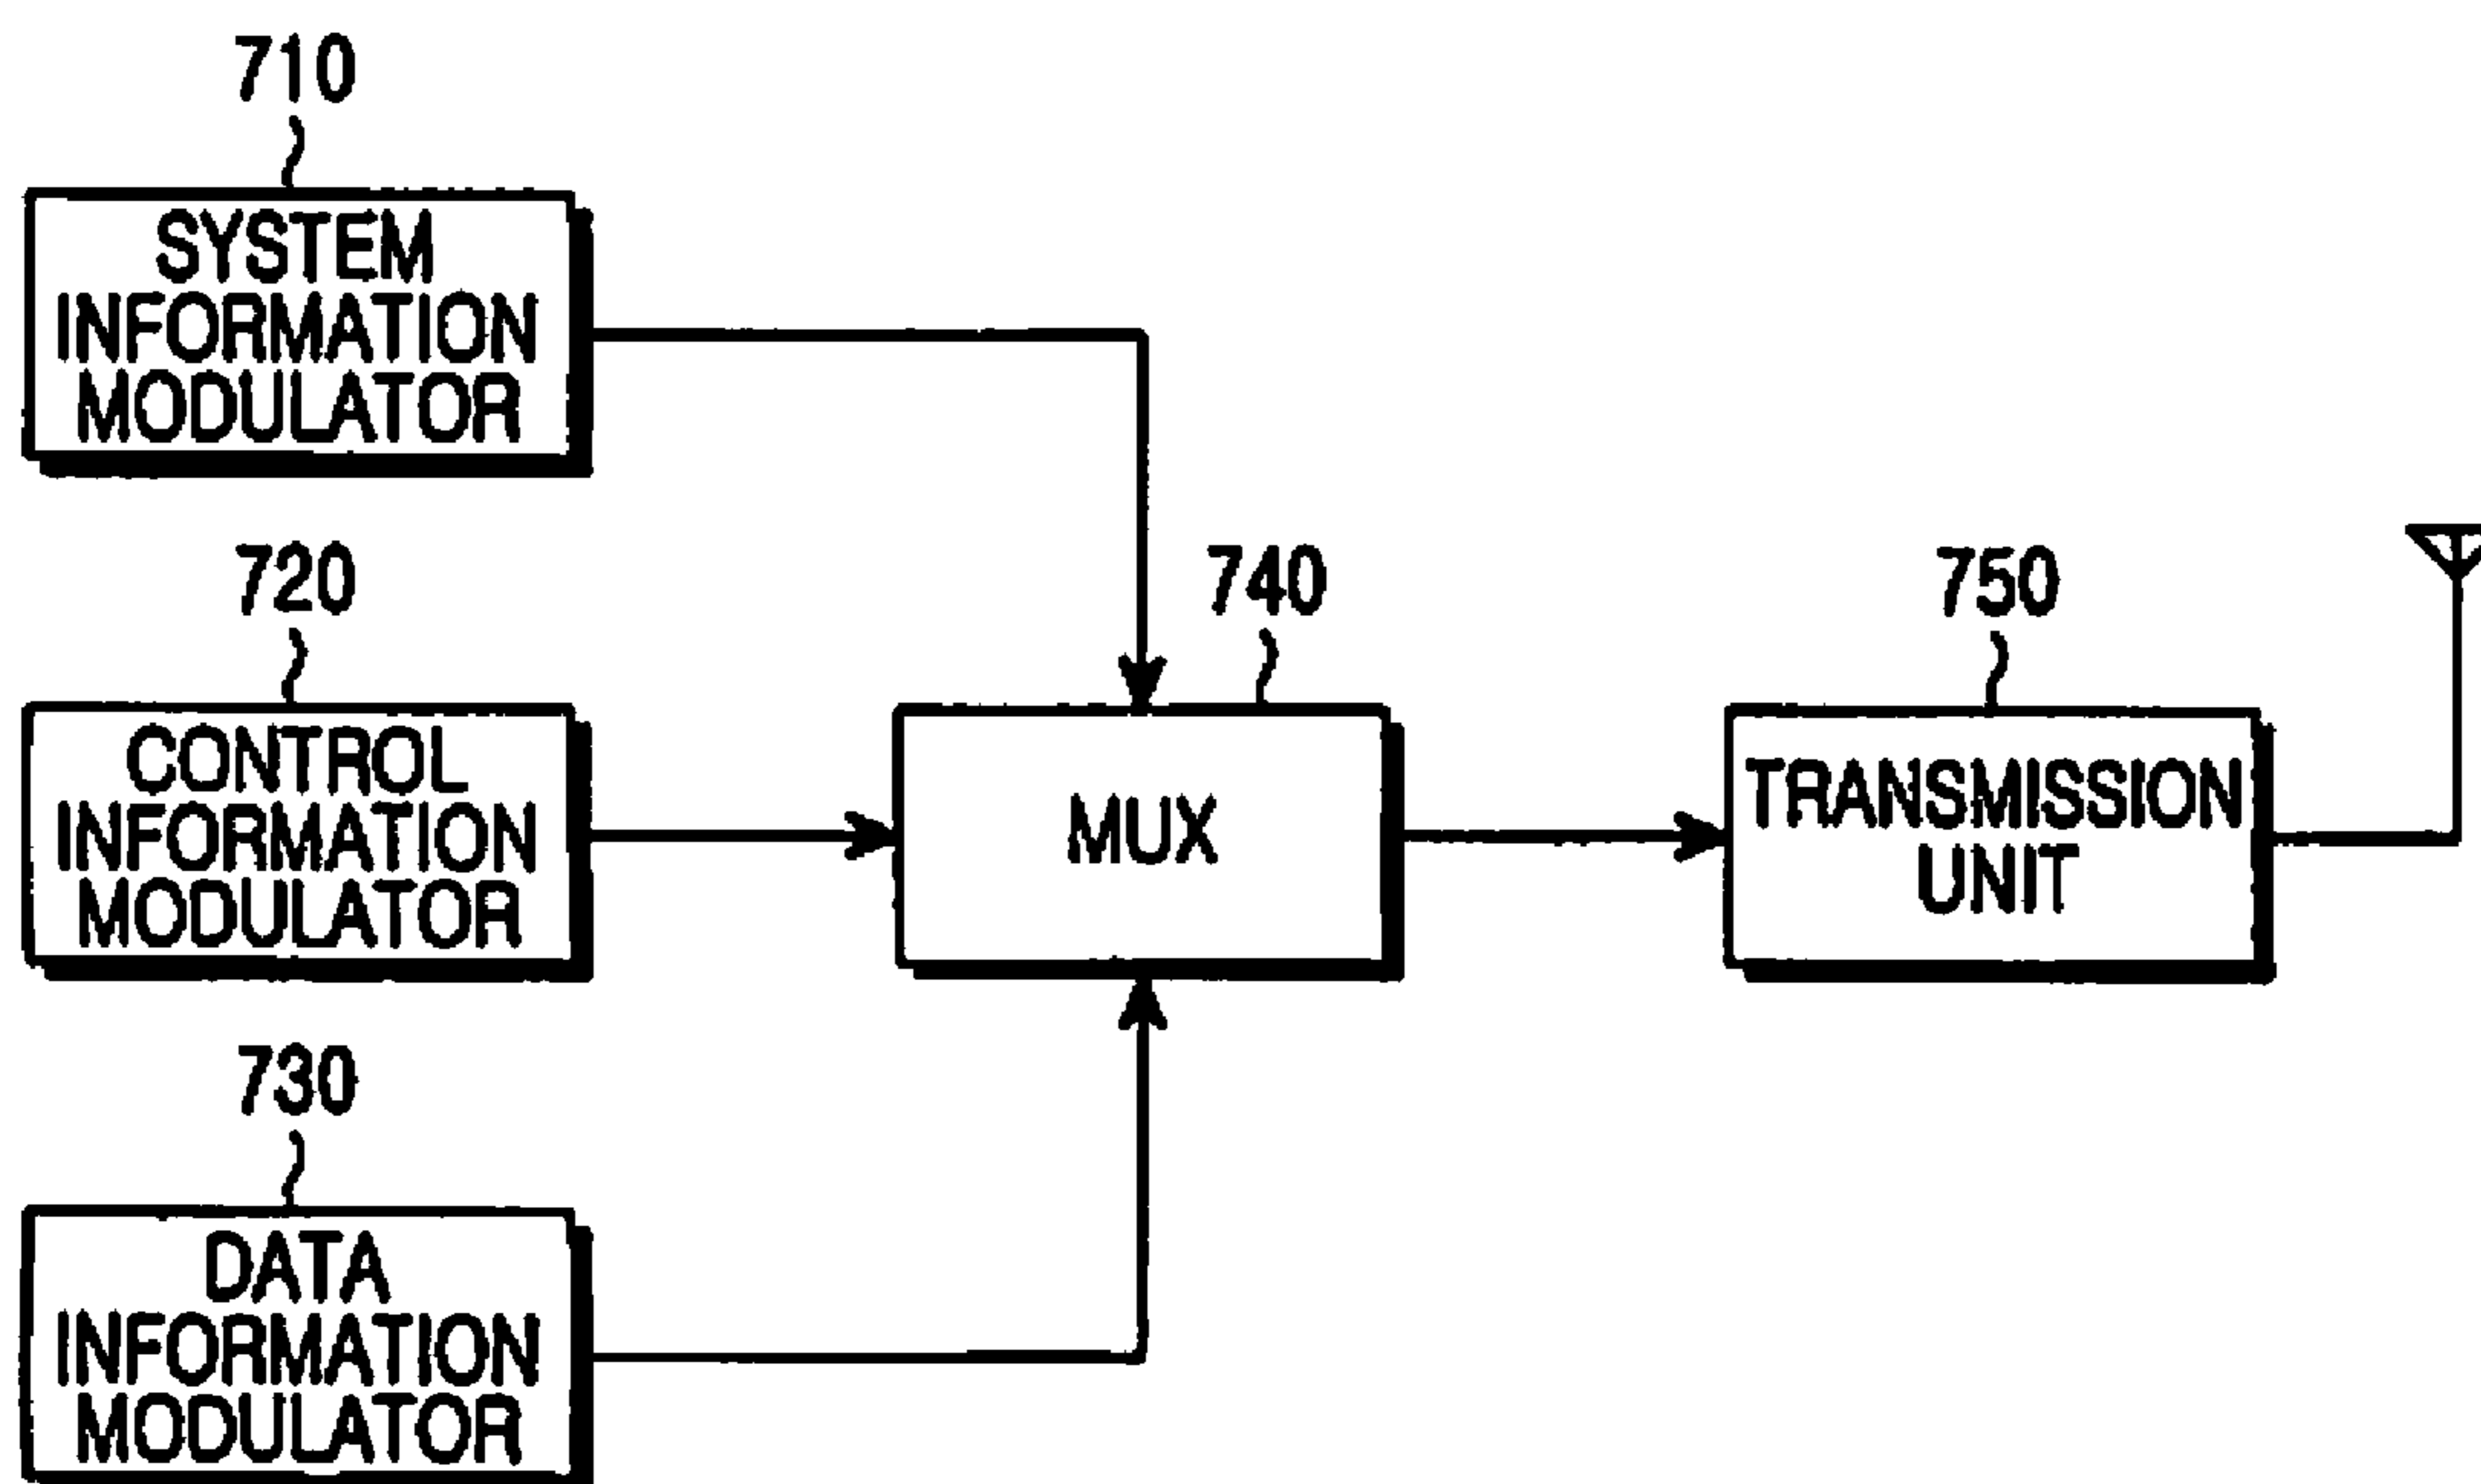 710
SYSTEM
INFORMATION
MODULATOR
720
CONTROL
INFORMATION
MODULATOR
740
MUX
750
TRANSMISSION
UNIT
730
DATA
INFORMATION
MODULATOR